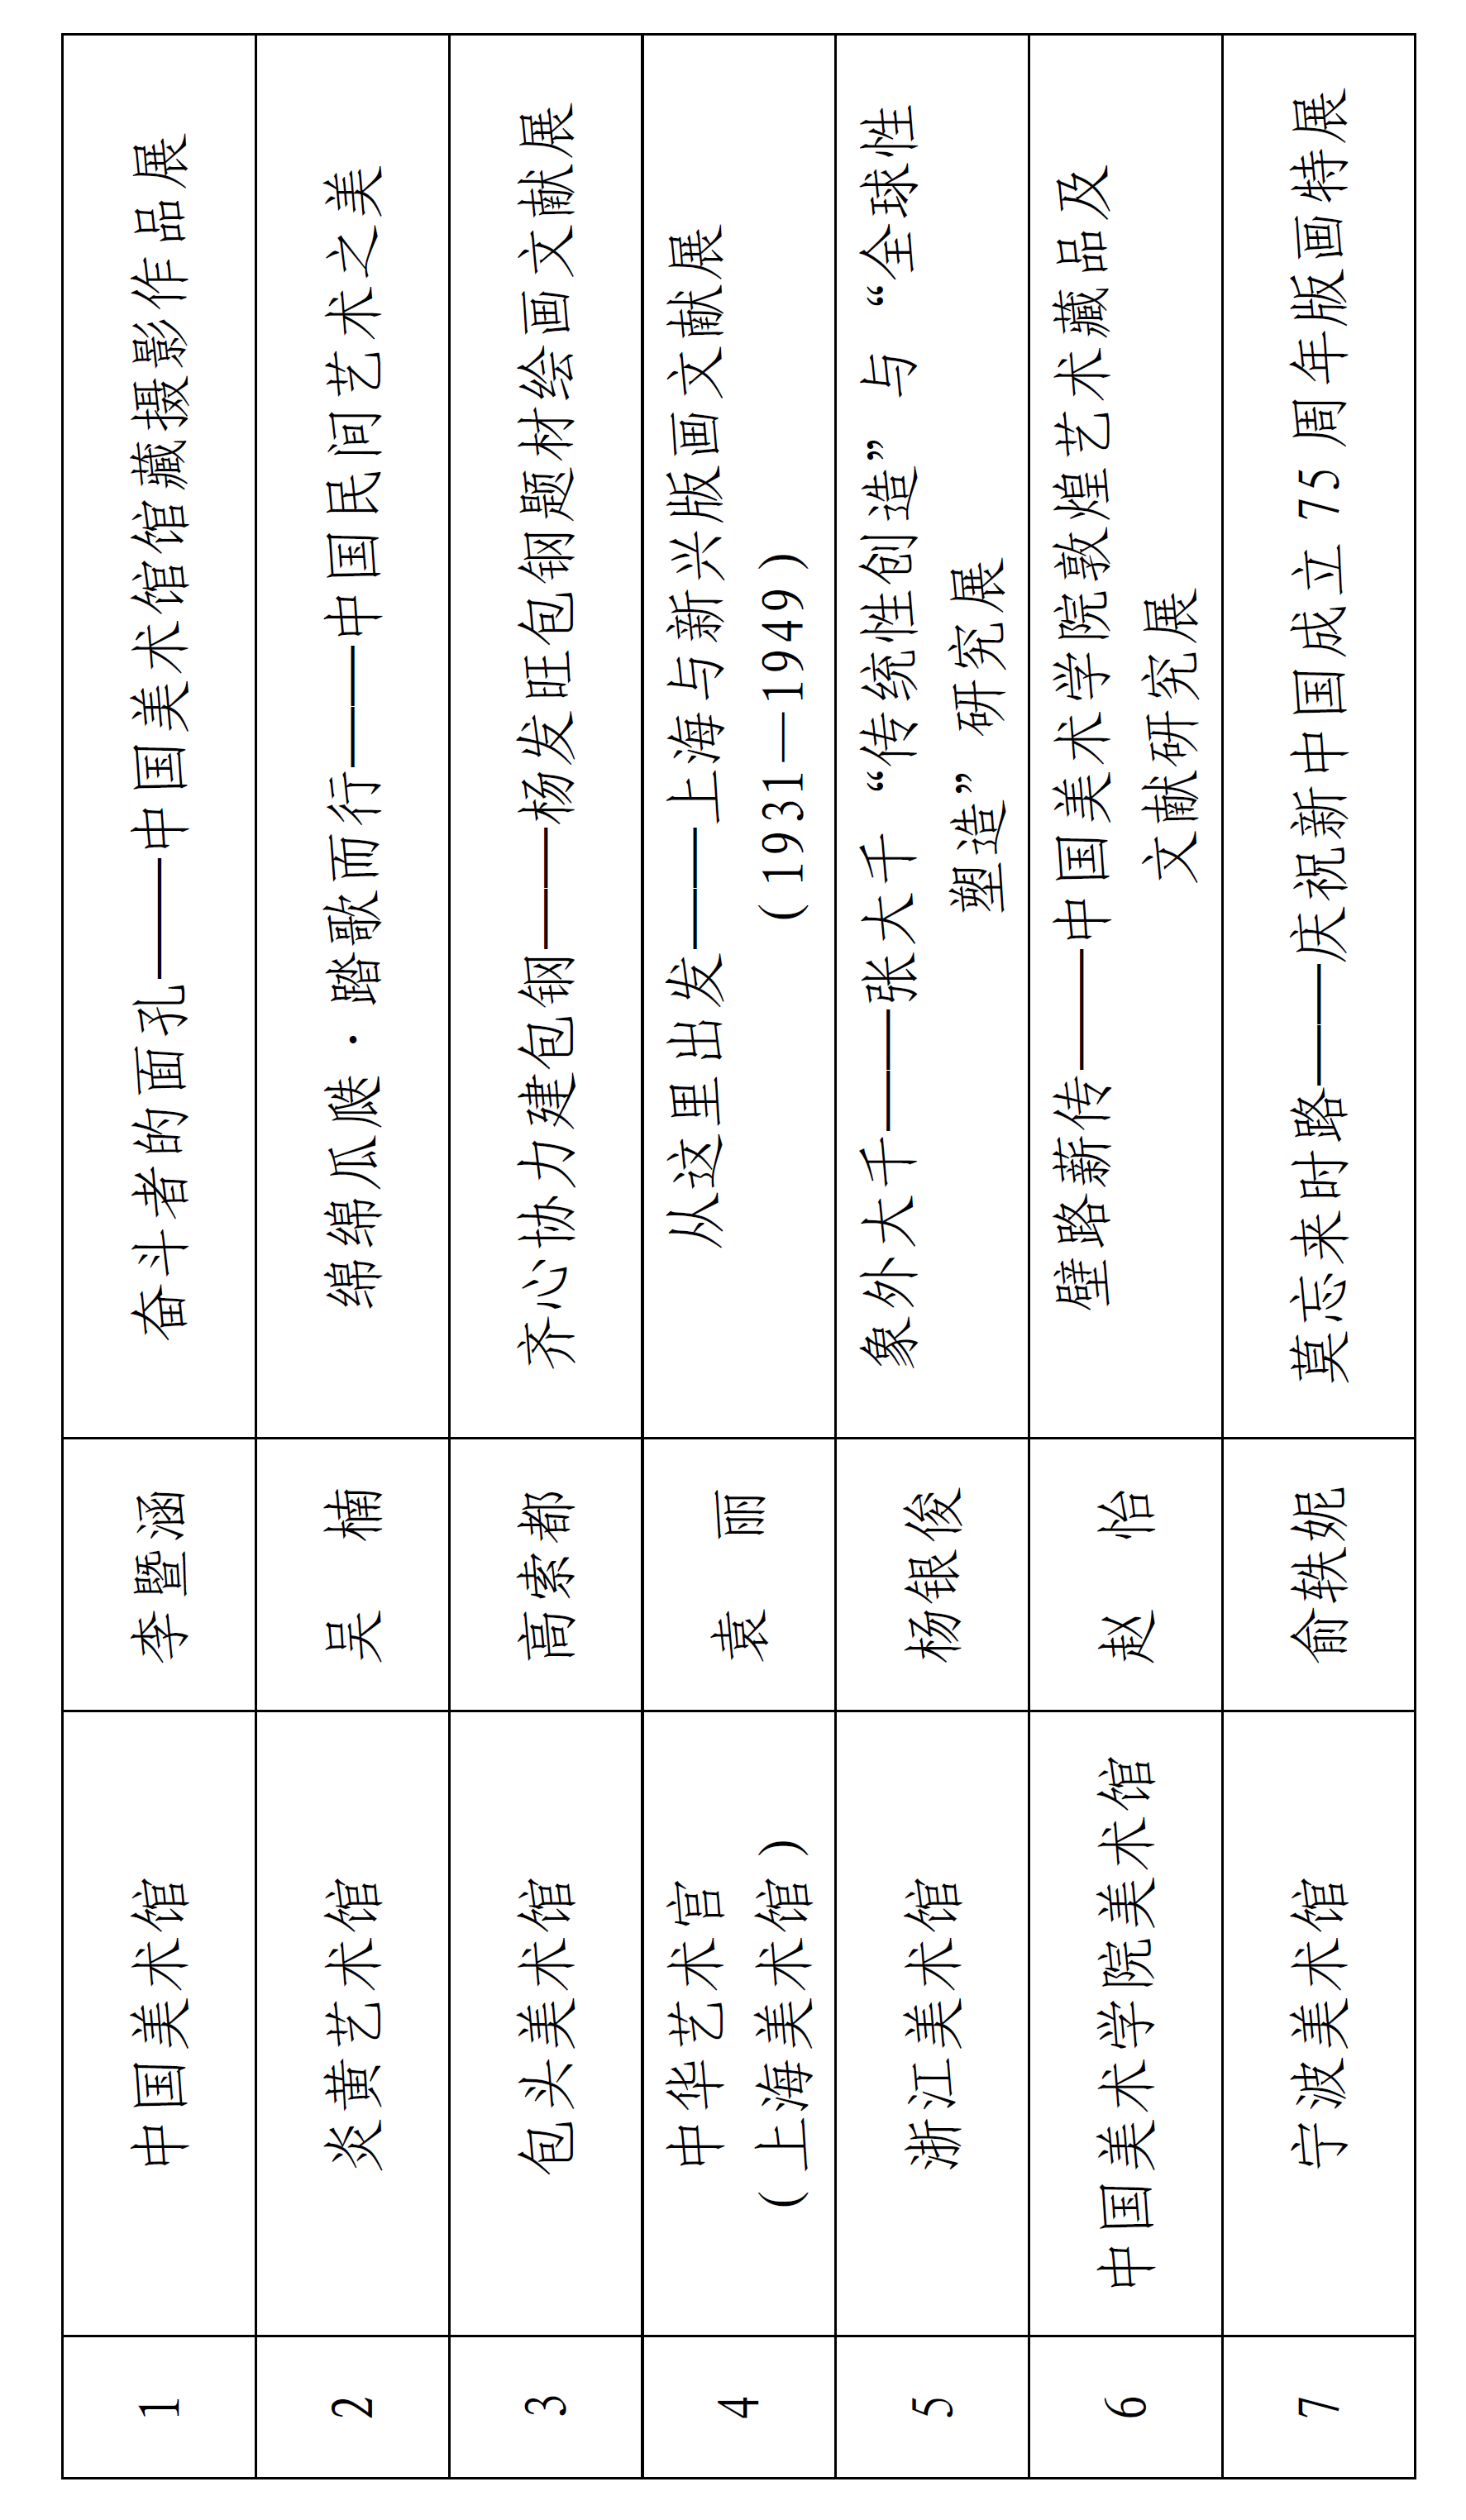 1
中国美术馆
李暨涵
奋斗者的面孔——中国美术馆馆藏摄影作品展
2
炎黄艺术馆
吴 楠
绵绵瓜瓞·踏歌而行——中国民间艺术之美
3
包头美术馆
高索都
齐心协力建包钢——杨发旺包钢题材绘画文献展
4
中华艺术宫
（上海美术馆）
袁 丽
从这里出发——上海与新兴版画文献展
（1931—1949）
5
浙江美术馆
杨银俊
象外大千——张大千“传统性创造”与“全球性
塑造”研究展
6
中国美术学院美术馆
赵 怡
壁路薪传——中国美术学院敦煌艺术藏品及
文献研究展
7
宁波美术馆
俞轶妮
莫忘来时路——庆祝新中国成立 75 周年版画特展